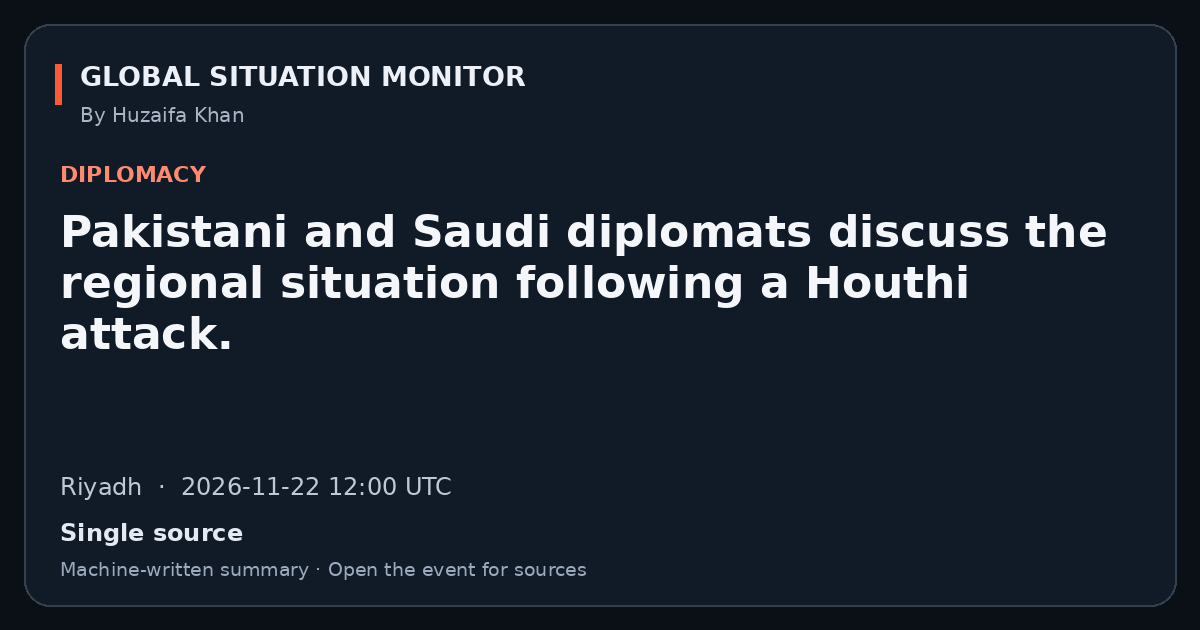 GLOBAL SITUATION MONITOR
By Huzaifa Khan
DIPLOMACY
Pakistani and Saudi diplomats discuss the
regional situation following a Houthi
attack.
Riyadh · 2026-11-22 12:00 UTC
Single source
Machine-written summary · Open the event for sources